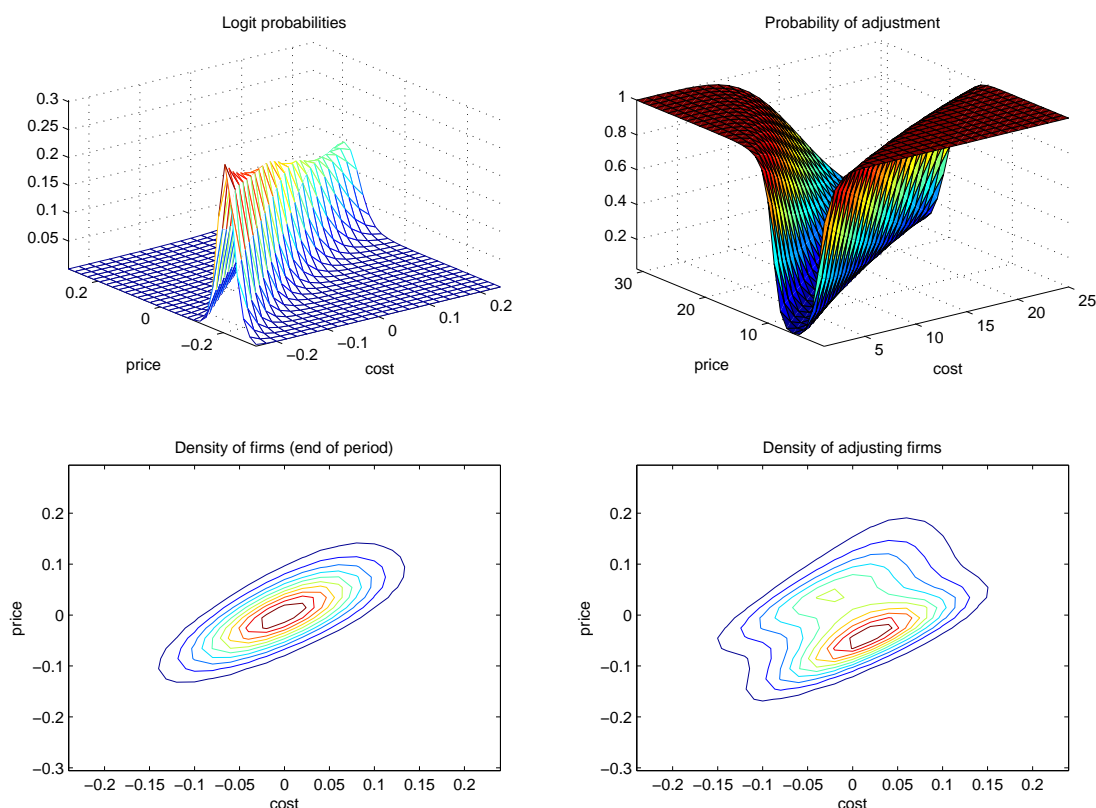 Logit probabilities
0.3
0.25
0.2
0.15
0.1
0.05
0.2
0
−0.2
price
−0.2
−0.1
0
0.1
0.2
cost
Probability of adjustment
1
0.8
0.6
0.4
0.2
30
20
10
price
5
10
15
20
25
cost
Density of firms (end of period)
0.2
0.1
0
−0.1
−0.2
−0.3
price
−0.2 −0.15 −0.1 −0.05 0 0.05 0.1 0.15 0.2
cost
Density of adjusting firms
0.2
0.1
0
−0.1
−0.2
−0.3
price
−0.2 −0.15 −0.1 −0.05 0 0.05 0.1 0.15 0.2
cost